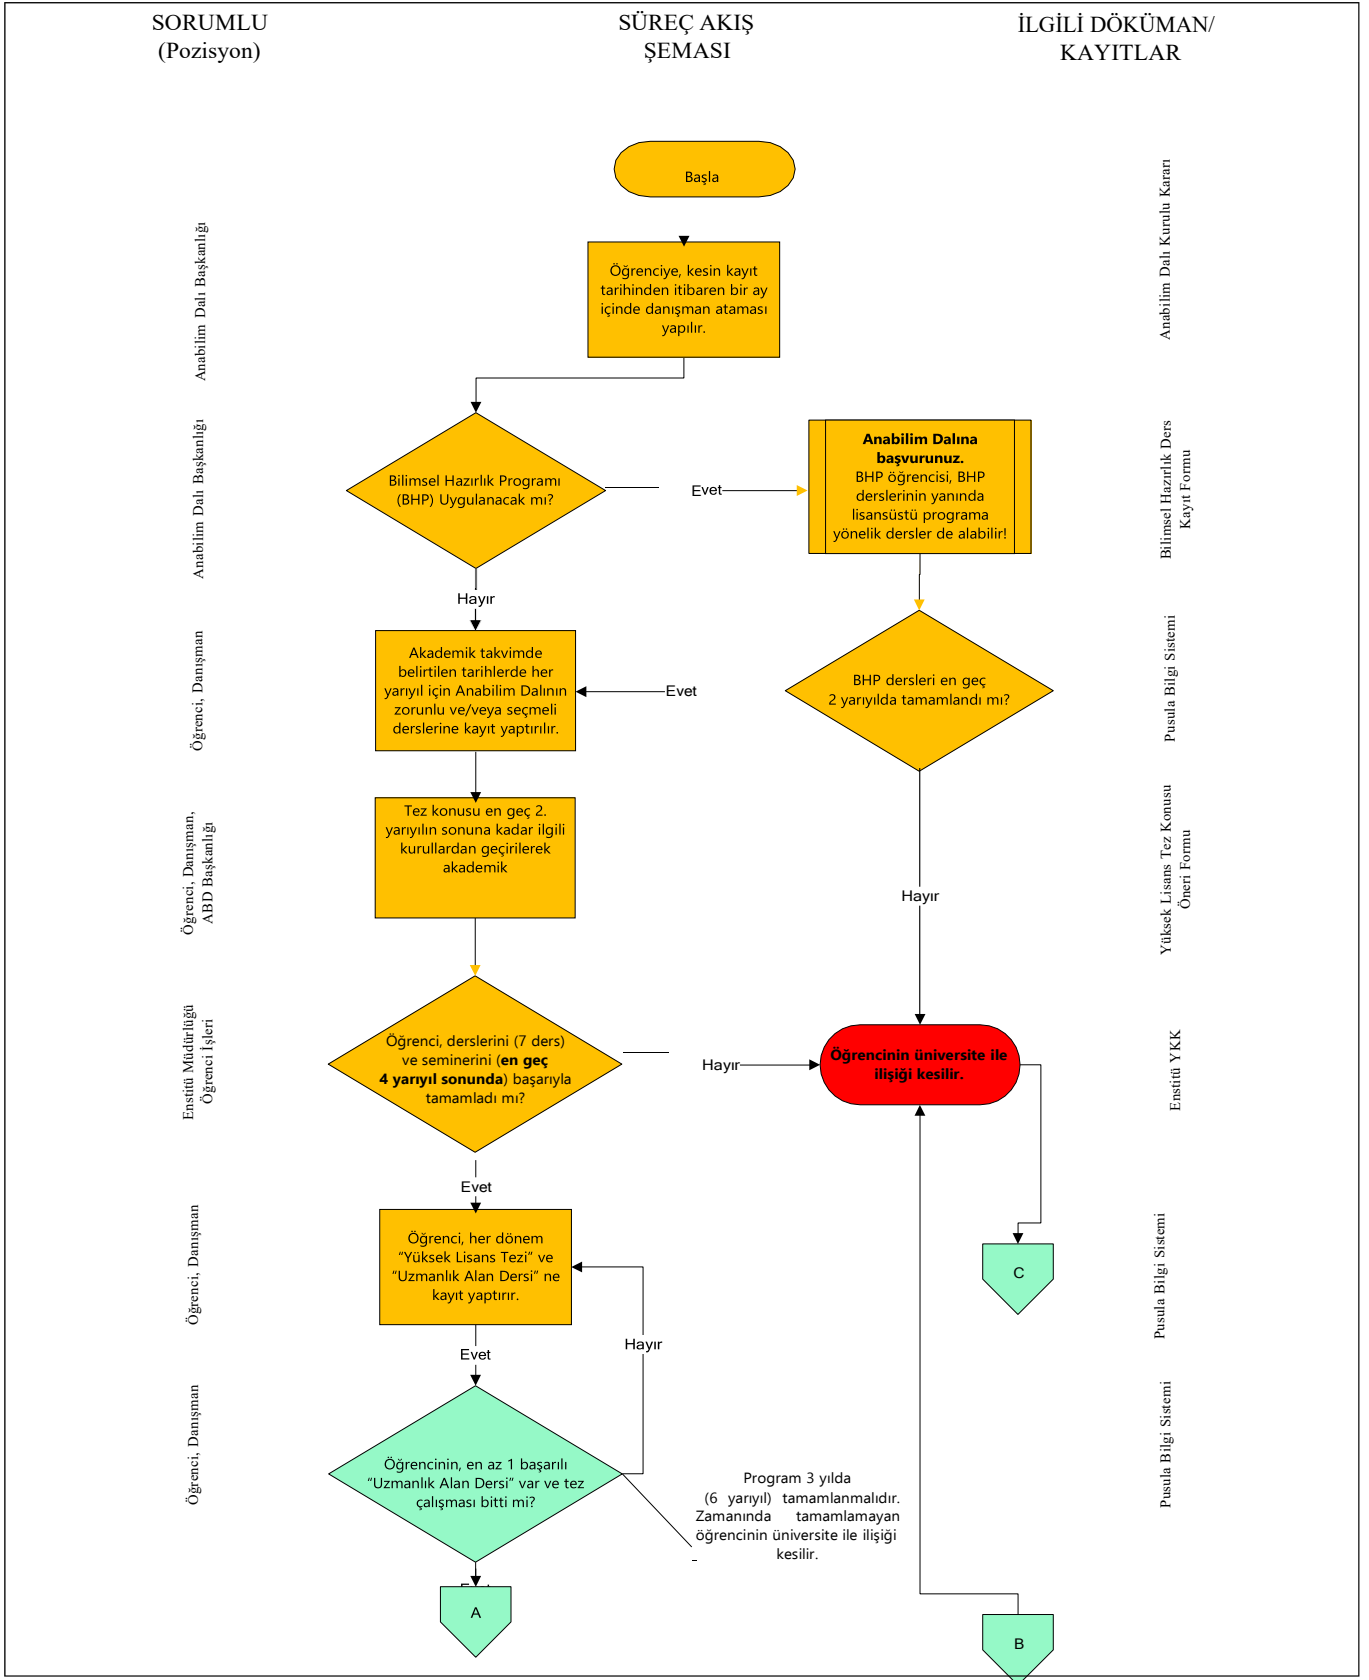 SORUMLU
(Pozisyon)
SÜREÇ AKIŞ
ŞEMASI
İLGİLİ DÖKÜMAN/
KAYITLAR
Başla
Anabilim Dalı Başkanlığı
Öğrenciye, kesin kayıt
tarihinden itibaren bir ay
içinde danışman ataması
yapılır.
Anabilim Dalı Kurulu Kararı
Anabilim Dalı Başkanlığı
Bilimsel Hazırlık Programı
(BHP) Uygulanacak mı?
Evet
Anabilim Dalına
başvurunuz.
BHP öğrencisi, BHP
derslerinin yanında
lisansüstü programa
yönelik dersler de alabilir!
Bilimsel Hazırlık Ders
Kayıt Formu
Hayır
Öğrenci, Danışman
Akademik takvimde
belirtilen tarihlerde her
yarıyıl için Anabilim Dalının
zorunlu ve/veya seçmeli
derslerine kayıt yaptırılır.
Evet
BHP dersleri en geç
2 yarıyılda tamamlandı mı?
Pusula Bilgi Sistemi
Öğrenci, Danışman,
ABD Başkanlığı
Tez konusu en geç 2.
yarıyılın sonuna kadar ilgili
kurullardan geçirilerek
akademik
Hayır
Yüksek Lisans Tez Konusu
Öneri Formu
Enstitü Müdürlüğü
Öğrenci İşleri
Öğrenci, derslerini (7 ders)
ve seminerini (en geç
4 yarıyıl sonunda) başarıyla
tamamladı mı?
Hayır
Öğrencinin üniversite ile
ilişiği kesilir.
Enstitü YKK
Evet
Öğrenci, Danışman
Öğrenci, her dönem
“Yüksek Lisans Tezi” ve
“Uzmanlık Alan Dersi” ne
kayıt yaptırır.
C
Pusula Bilgi Sistemi
Hayır
Evet
Öğrenci, Danışman
Öğrencinin, en az 1 başarılı
“Uzmanlık Alan Dersi” var ve tez
çalışması bitti mi?
Program 3 yılda
(6 yarıyıl) tamamlanmalıdır.
Zamanında tamamlamayan
öğrencinin üniversite ile ilişiği
kesilir.
Pusula Bilgi Sistemi
A
B